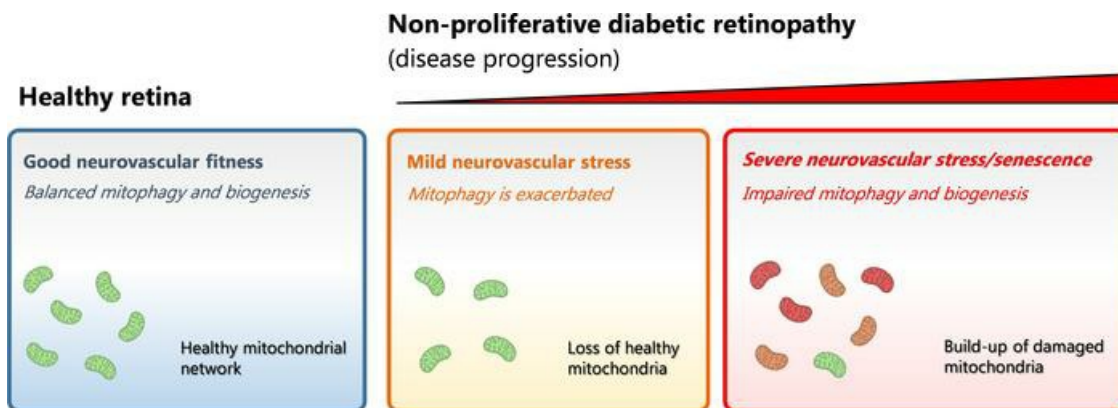 Non-proliferative diabetic retinopathy
(disease progression)
Healthy retina
Good neurovascular fitness
Balanced mitophagy and biogenesis
Healthy mitochondrial
network
Mild neurovascular stress
Mitophagy is exacerbated
Loss of healthy
mitochondria
Severe neurovascular stress/senescence
Impaired mitophagy and biogenesis
Build-up of damaged
mitochondria